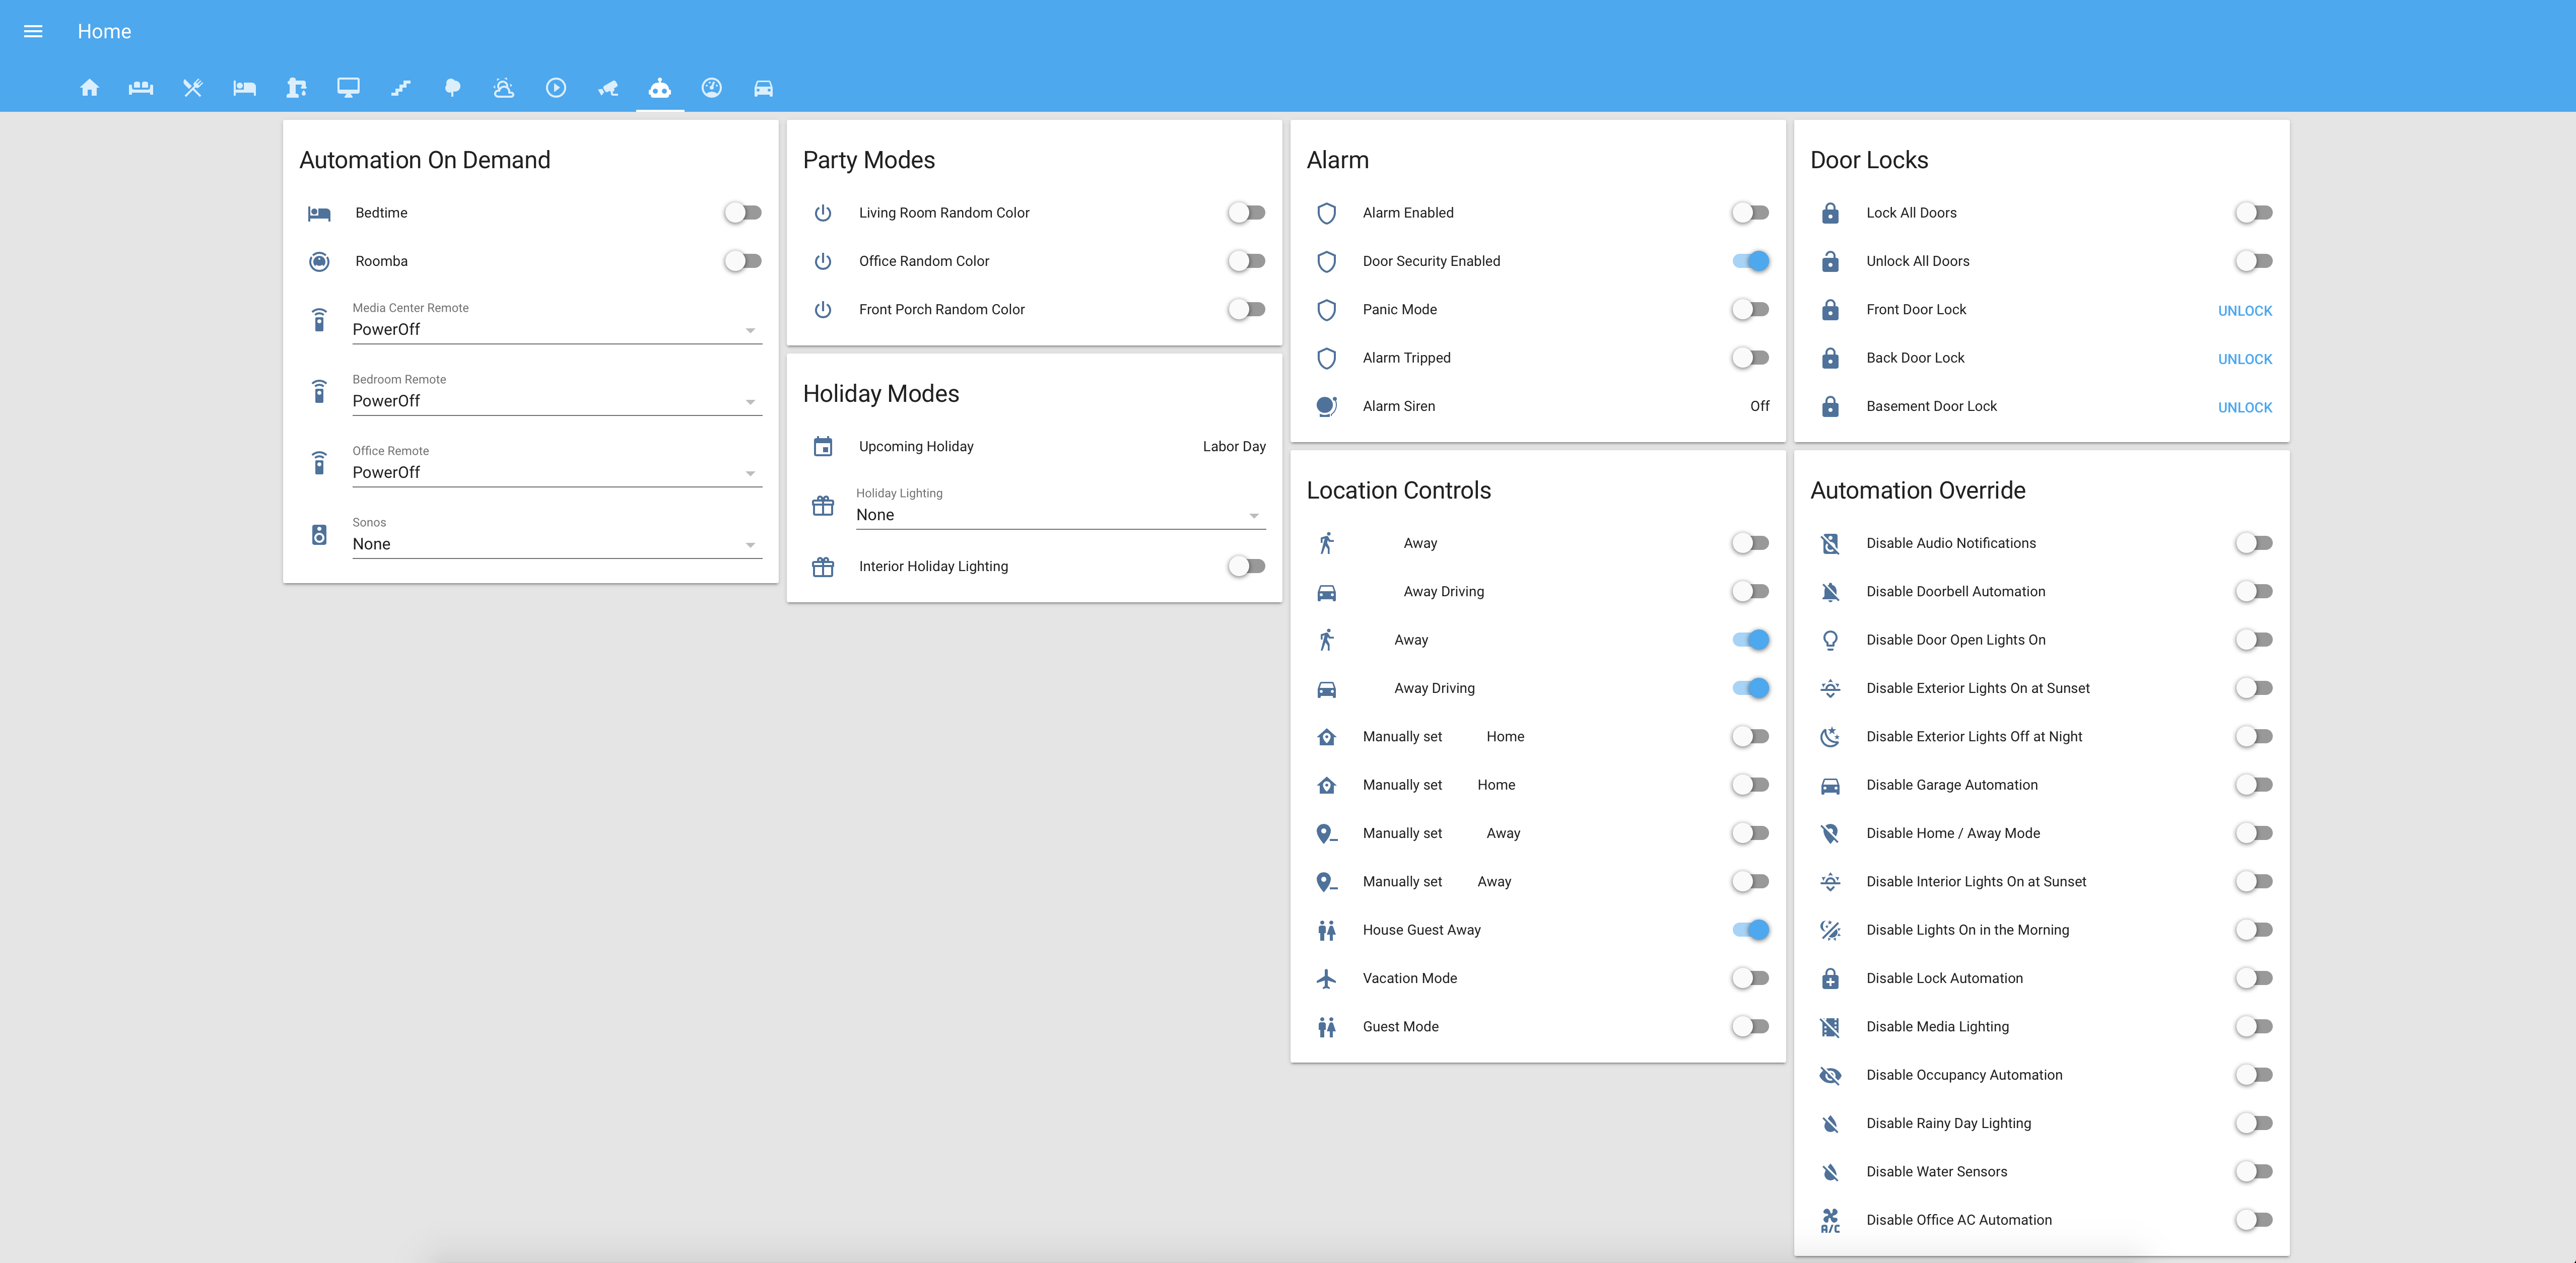 Home
Automation On Demand
Bedtime
Roomba
Media Center Remote
PowerOff
Bedroom Remote
PowerOff
Office Remote
PowerOff
Sonos
None
Party Modes
Living Room Random Color
Office Random Color
Front Porch Random Color
Holiday Modes
Upcoming Holiday Labor Day
Holiday Lighting
None
Interior Holiday Lighting
Alarm
Alarm Enabled
Door Security Enabled
Panic Mode
Alarm Tripped
Alarm Siren Off
Location Controls
Away
Away Driving
Away
Away Driving
Manually set Home
Manually set Home
Manually set Away
Manually set Away
House Guest Away
Vacation Mode
Guest Mode
Door Locks
Lock All Doors
Unlock All Doors
Front Door Lock UNLOCK
Back Door Lock UNLOCK
Basement Door Lock UNLOCK
Automation Override
Disable Audio Notifications
Disable Doorbell Automation
Disable Door Open Lights On
Disable Exterior Lights On at Sunset
Disable Exterior Lights Off at Night
Disable Garage Automation
Disable Home / Away Mode
Disable Interior Lights On at Sunset
Disable Lights On in the Morning
Disable Lock Automation
Disable Media Lighting
Disable Occupancy Automation
Disable Rainy Day Lighting
Disable Water Sensors
A/C Disable Office AC Automation